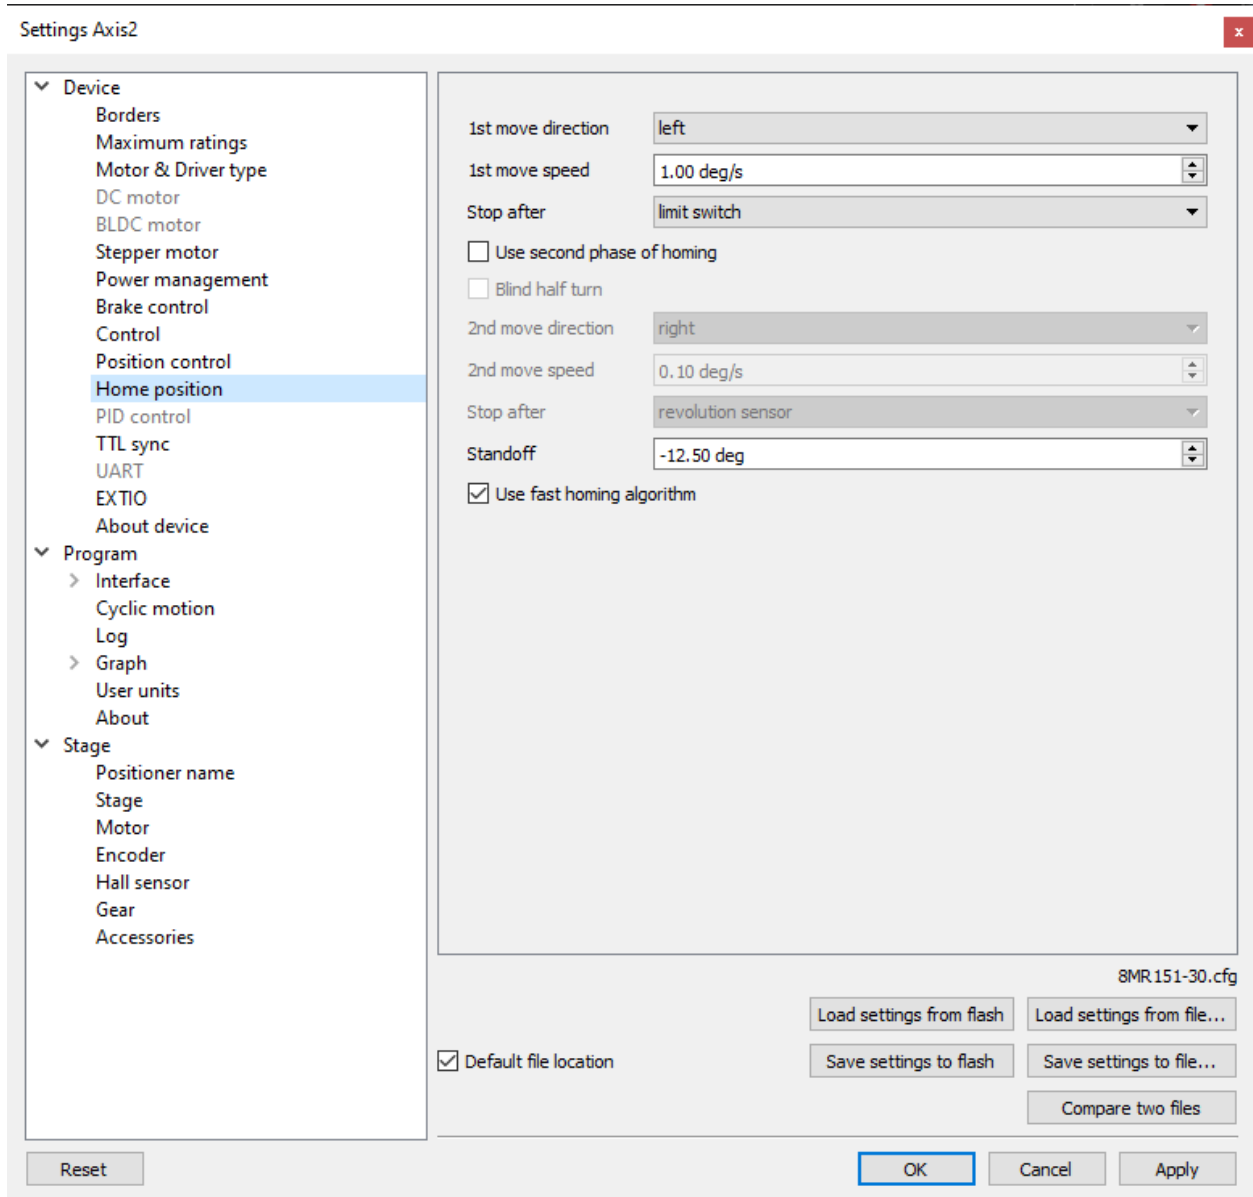 Settings Axis2
x
Device
Borders
Maximum ratings
Motor & Driver type
DC motor
BLDC motor
Stepper motor
Power management
Brake control
Control
Position control
Home position
PID control
TTL sync
UART
EXTIO
About device
Program
Interface
Cyclic motion
Log
Graph
User units
About
Stage
Positioner name
Stage
Motor
Encoder
Hall sensor
Gear
Accessories
1st move direction left
1st move speed 1.00 deg/s
Stop after limit switch
Use second phase of homing
Blind half turn
2nd move direction right
2nd move speed 0.10 deg/s
Stop after revolution sensor
Standoff -12.50 deg
Use fast homing algorithm
8MR151-30.cfg
Load settings from flash Load settings from file...
Default file location Save settings to flash Save settings to file...
Compare two files
Reset OK Cancel Apply